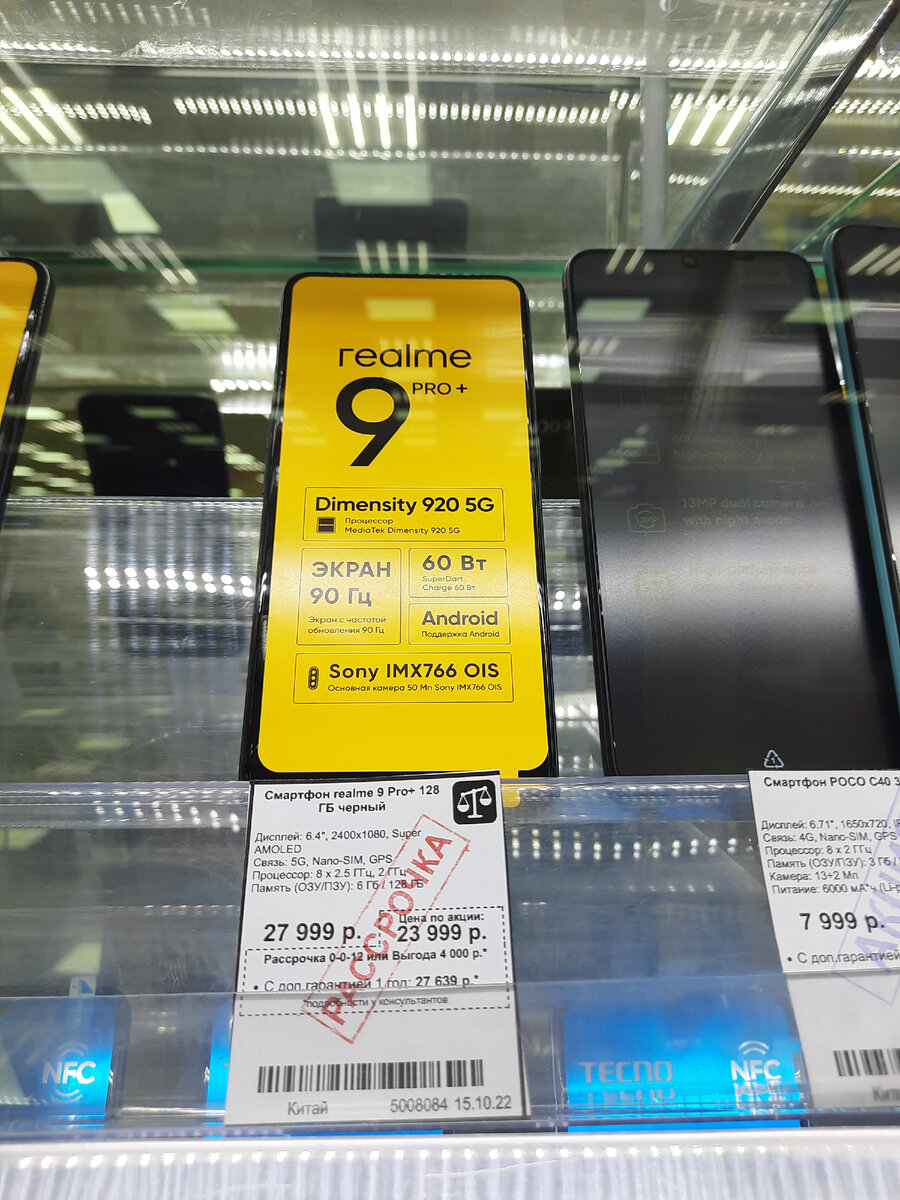 realme
9 PRO+
Dimensity 920 5G
Процессор
MediaTek Dimensity 920 5G
ЭКРАН
90 Гц
Экран с частотой
обновления 90 Гц
60 Вт
SuperDart
Charge 60 Вт
Android
Поддержка Android
Sony IMX766 OIS
Основная камера 50 Мп Sony IMX766 OIS
high-capacity battery
13MP dual
Смартфон realme 9 Pro+ 128
ГБ черный
Дисплей: 6.4", 2400x1080, Super
AMOLED
Связь: 5G, Nano-SIM, GPS
Процессор: 8 x 2.5 ГГц, 2 ГГц
Память (ОЗУ/ПЗУ): 6 Гб / 128 ГБ
Цена по акции:
27 999 р. 23 999 р.
Рассрочка 0-0-12 или Выгода 4 000 р.*
• С доп.гарантией 1 год: 27 639 р.*
*подробности у консультантов
РАССРОЧКА
Китай 5008084 15.10.22
Смартфон POCO C40 3
Дисплей: 6.71", 1650x720,
Связь: 4G, Nano-SIM, GPS
Процессор: 8 x 2 ГГц
Память (ОЗУ/ПЗУ): 3 Гб /
Камера: 13+2 Мп
Питание: 6000 мА*ч (Li-p
7 999 р.
• С доп.гарантией
NFC
TECNO
NFC